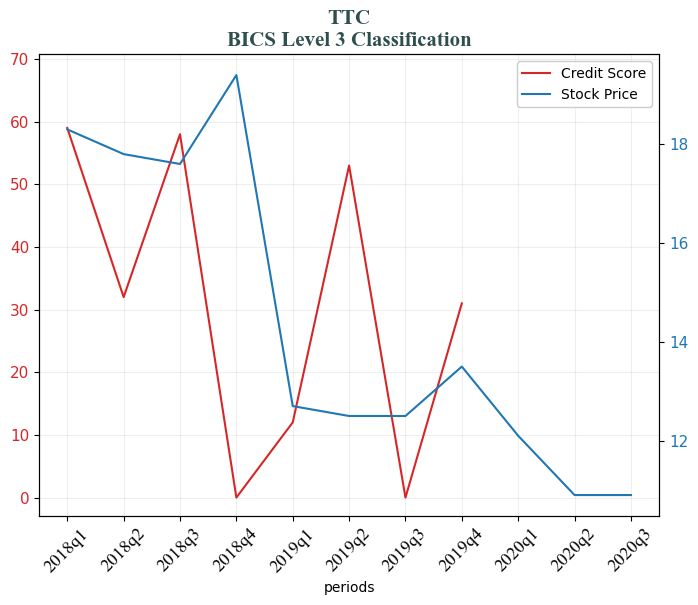 TTC
BICS Level 3 Classification
Credit Score
Stock Price
70
60
50
40
30
20
10
0
18
16
14
12
2018q1
2018q2
2018q3
2018q4
2019q1
2019q2
2019q3
2019q4
2020q1
2020q2
2020q3
periods